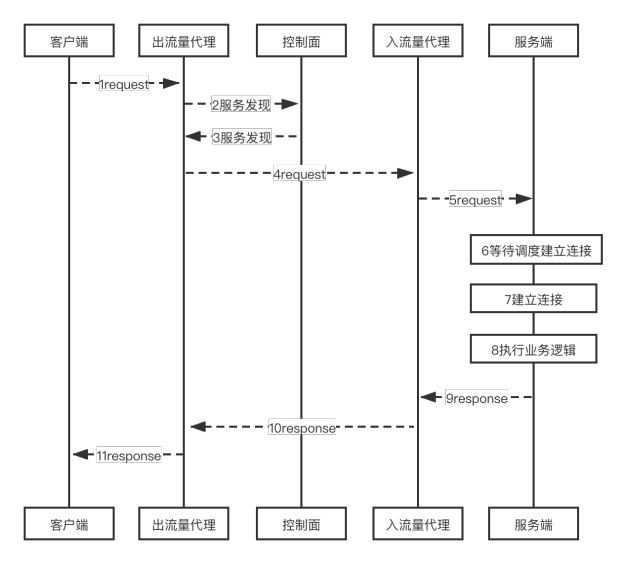 客户端
出流量代理
控制面
入流量代理
服务端
1request
2服务发现
3服务发现
4request
5request
6等待调度建立连接
7建立连接
8执行业务逻辑
9response
10response
11response
客户端
出流量代理
控制面
入流量代理
服务端